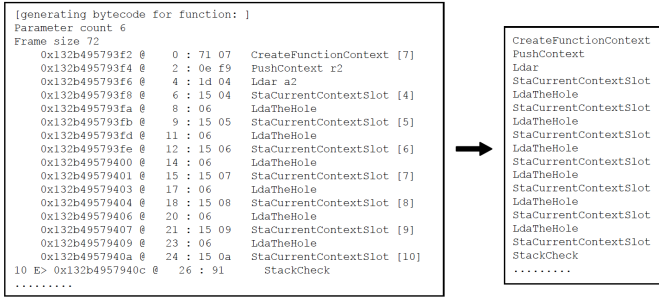 [generating bytecode for function: ]
Parameter count 6
Frame size 72
0x132b495793f2 @ 0 : 71 07 CreateFunctionContext [7]
0x132b495793f4 @ 2 : 0e f9 PushContext r2
0x132b495793f6 @ 4 : 1d 04 Ldar a2
0x132b495793f8 @ 6 : 15 04 StaCurrentContextSlot [4]
0x132b495793fa @ 8 : 06 LdaTheHole
0x132b495793fb @ 9 : 15 05 StaCurrentContextSlot [5]
0x132b495793fd @ 11 : 06 LdaTheHole
0x132b495793fe @ 12 : 15 06 StaCurrentContextSlot [6]
0x132b49579400 @ 14 : 06 LdaTheHole
0x132b49579401 @ 15 : 15 07 StaCurrentContextSlot [7]
0x132b49579403 @ 17 : 06 LdaTheHole
0x132b49579404 @ 18 : 15 08 StaCurrentContextSlot [8]
0x132b49579406 @ 20 : 06 LdaTheHole
0x132b49579407 @ 21 : 15 09 StaCurrentContextSlot [9]
0x132b49579409 @ 23 : 06 LdaTheHole
0x132b4957940a @ 24 : 15 0a StaCurrentContextSlot [10]
10 E> 0x132b4957940c @ 26 : 91 StackCheck
.........
CreateFunctionContext
PushContext
Ldar
StaCurrentContextSlot
LdaTheHole
StaCurrentContextSlot
LdaTheHole
StaCurrentContextSlot
LdaTheHole
StaCurrentContextSlot
LdaTheHole
StaCurrentContextSlot
LdaTheHole
StaCurrentContextSlot
LdaTheHole
StaCurrentContextSlot
StackCheck
.........